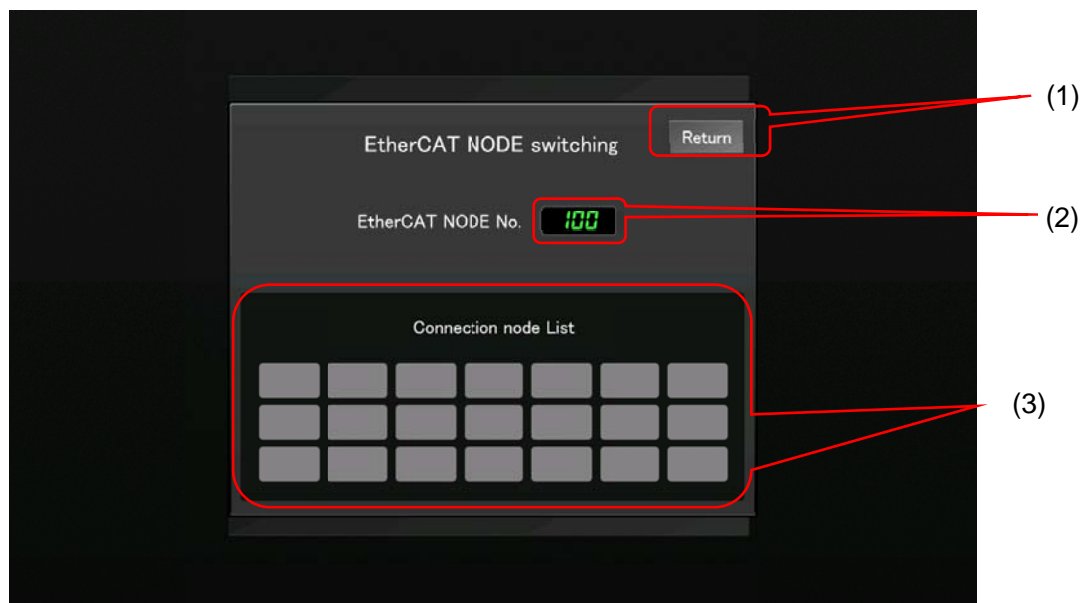 (1)
EtherCAT NODE switching Return
EtherCAT NODE No. 100
(2)
Connection node List
(3)